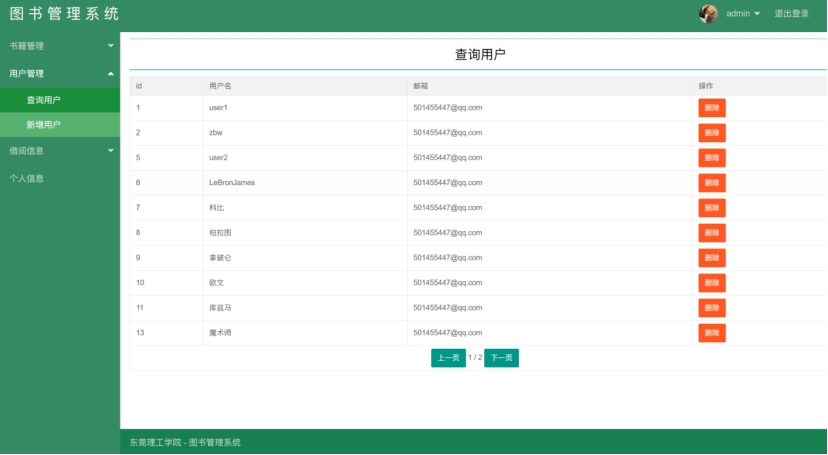 图书管理系统
admin 退出登录
书籍管理
用户管理
查询用户
新增用户
借阅信息
个人信息
查询用户
id 用户名 邮箱 操作
1 user1 501455447@qq.com 删除
2 zbw 501455447@qq.com 删除
5 user2 501455447@qq.com 删除
6 LeBronJames 501455447@qq.com 删除
7 科比 501455447@qq.com 删除
8 柏拉图 501455447@qq.com 删除
9 拿破仑 501455447@qq.com 删除
10 欧文 501455447@qq.com 删除
11 库兹马 501455447@qq.com 删除
13 魔术师 501455447@qq.com 删除
上一页 1 / 2 下一页
东莞理工学院 - 图书管理系统